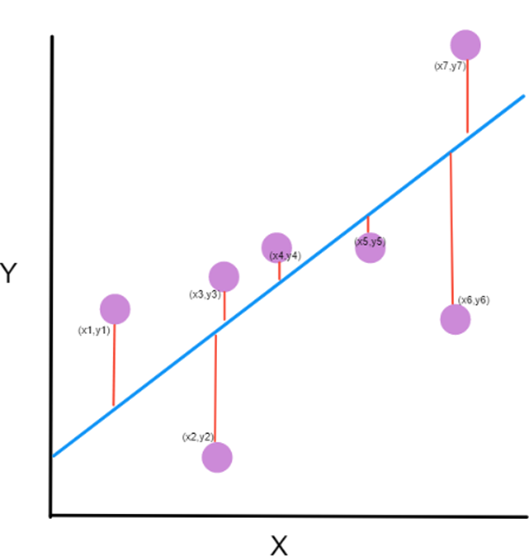 (x7,y7)
(x4,y4)
(x5,y5)
Y
(x3,y3)
(x6,y6)
(x1,y1)
(x2,y2)
X